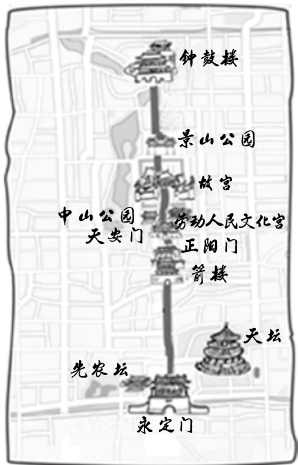 钟鼓楼
景山公园
故宫
中山公园
劳动人民文化宫
天安门
正阳门
箭楼
天坛
先农坛
永定门